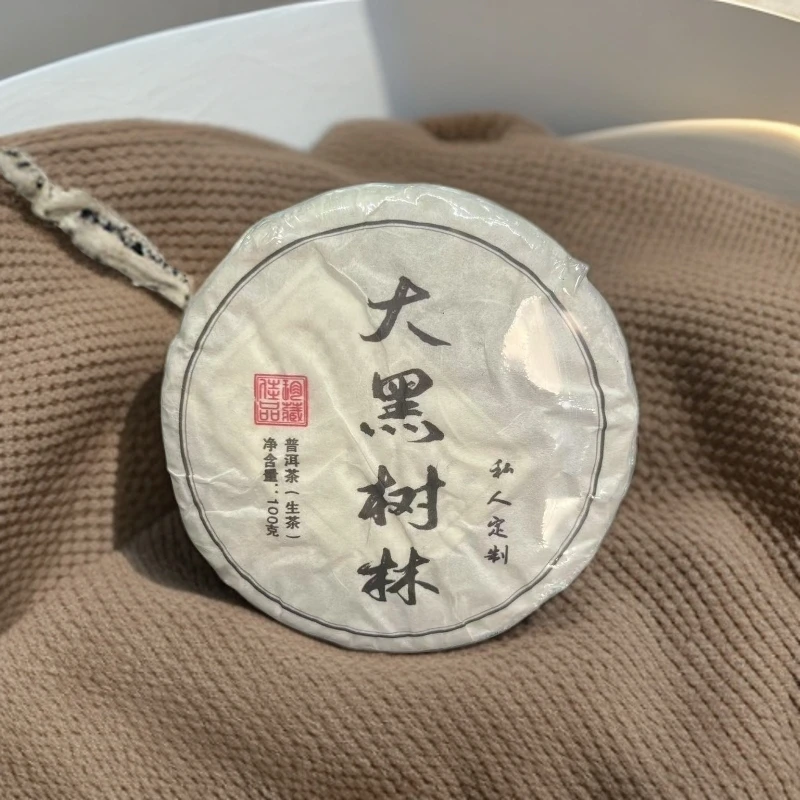 私人定制
大黑树林
珍藏佳品
普洱茶(生茶)
净含量:100克